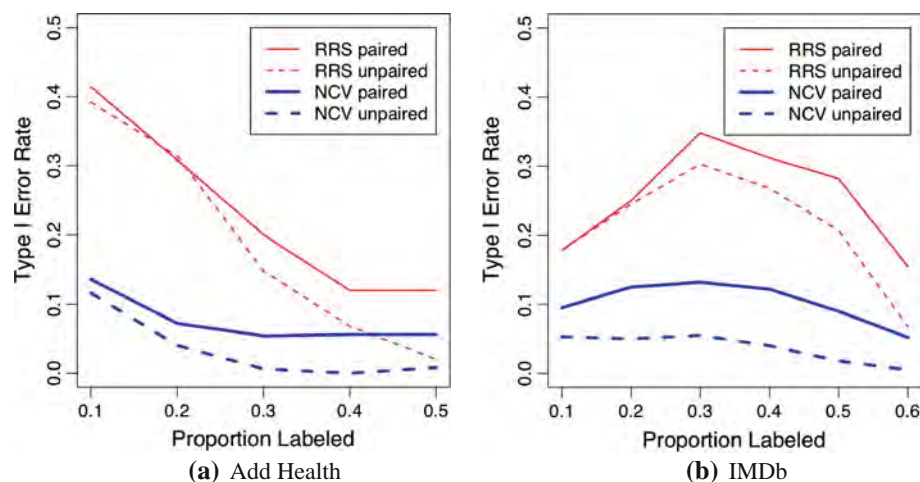 RRS paired
RRS unpaired
NCV paired
NCV unpaired
Type I Error Rate
0.5
0.4
0.3
0.2
0.1
0.0
0.1 0.2 0.3 0.4 0.5
Proportion Labeled
(a) Add Health
RRS paired
RRS unpaired
NCV paired
NCV unpaired
Type I Error Rate
0.5
0.4
0.3
0.2
0.1
0.0
0.1 0.2 0.3 0.4 0.5 0.6
Proportion Labeled
(b) IMDb